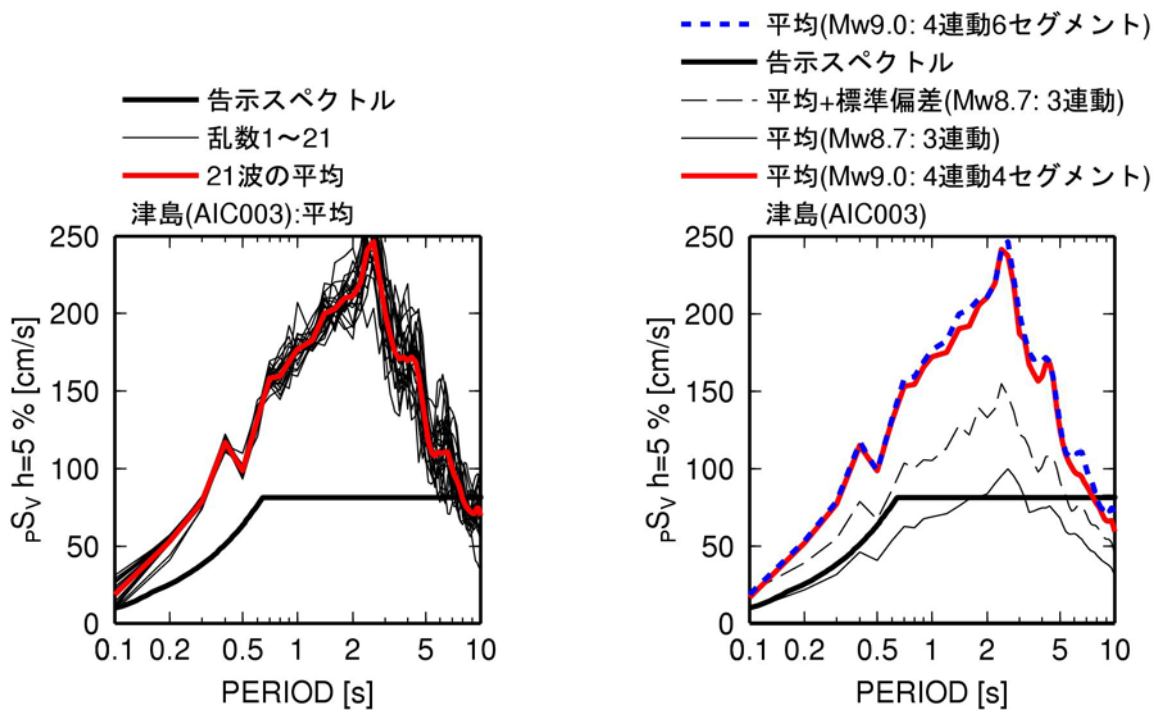 告示スペクトル
乱数1～21
21波の平均
津島(AIC003):平均
250
200
150
100
50
0
pSV h=5 % [cm/s]
0.1 0.2 0.5 1 2 5 10
PERIOD [s]
平均(Mw9.0: 4連動6セグメント)
告示スペクトル
平均+標準偏差(Mw8.7: 3連動)
平均(Mw8.7: 3連動)
平均(Mw9.0: 4連動4セグメント)
津島(AIC003)
250
200
150
100
50
0
pSV h=5 % [cm/s]
0.1 0.2 0.5 1 2 5 10
PERIOD [s]